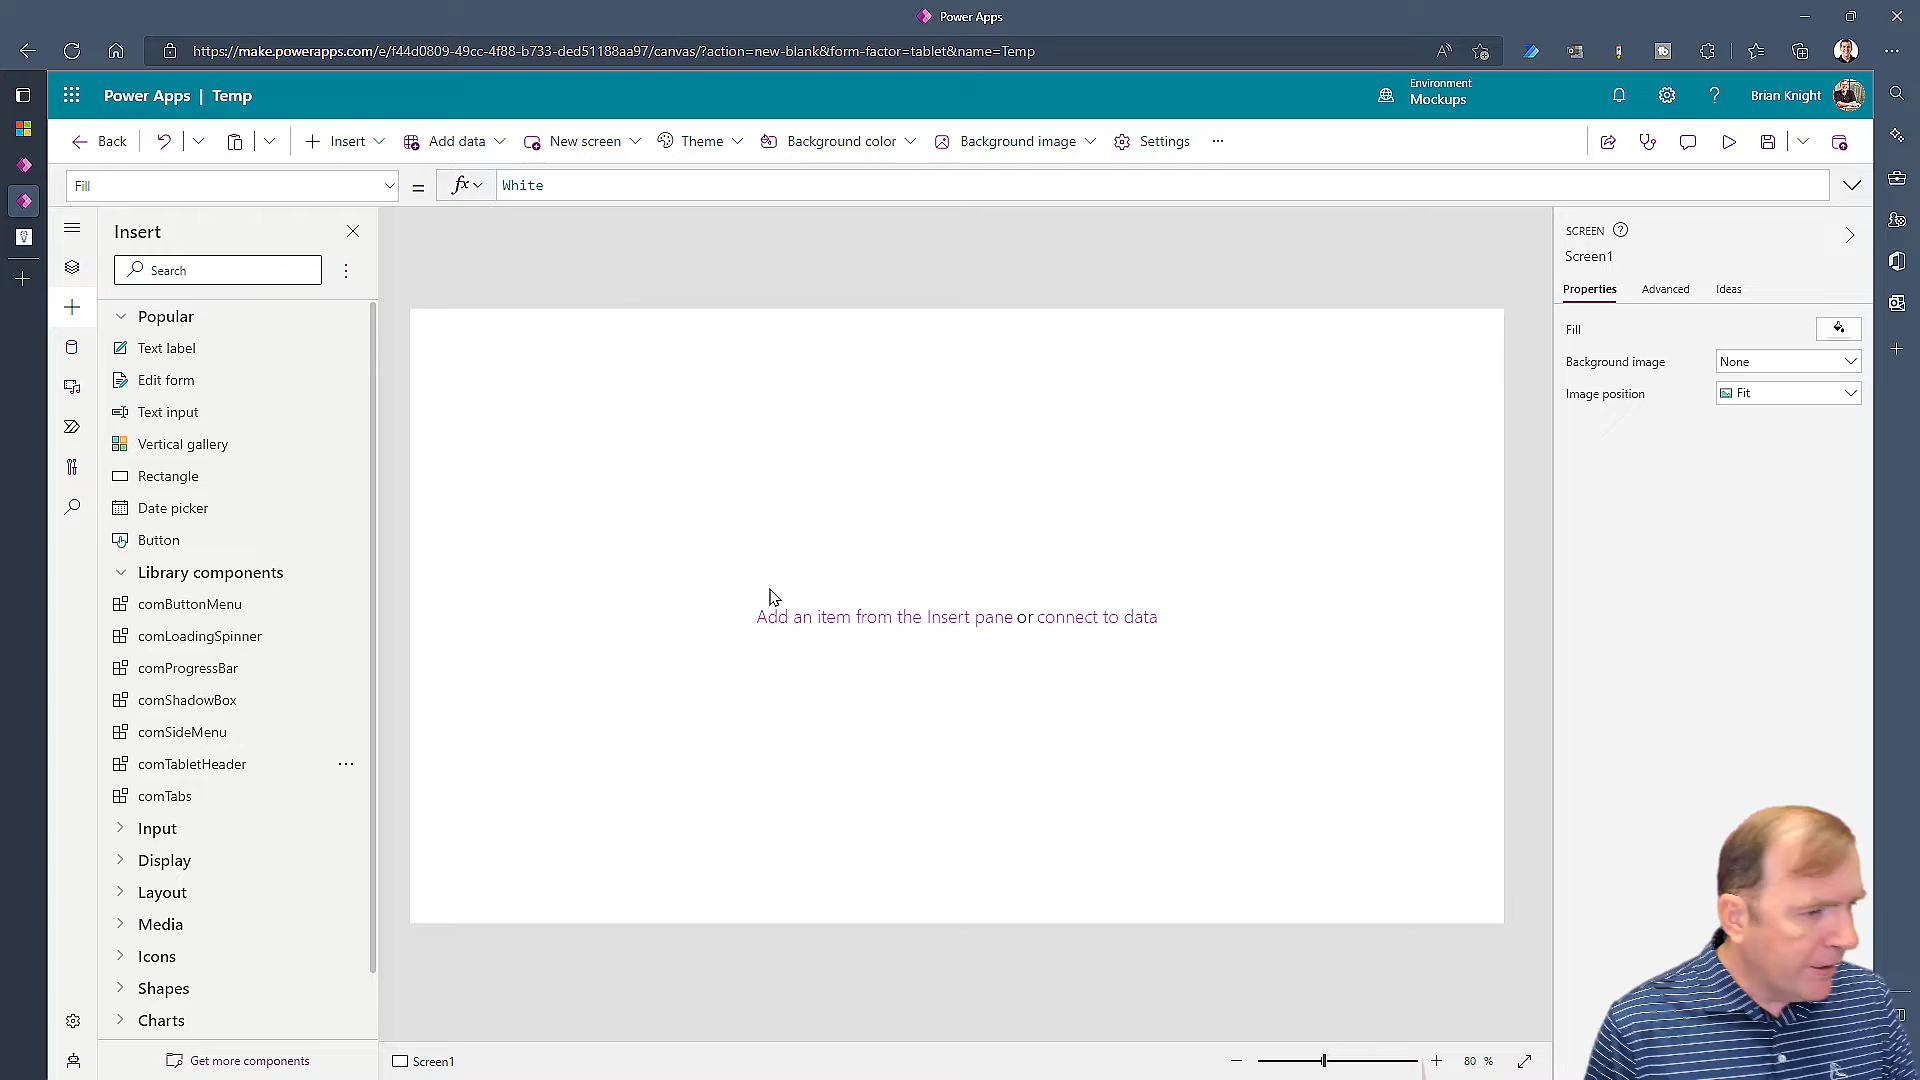 Power Apps
https://make.powerapps.com/e/f44d0809-49cc-4f88-b733-ded51188aa97/canvas/?action=new-blank&form-factor=tablet&name=Temp
Power Apps | Temp
Environment
Mockups
Brian Knight
Back
Insert
Add data
New screen
Theme
Background color
Background image
Settings
Fill
=
fx
White
Insert
Search
Popular
Text label
Edit form
Text input
Vertical gallery
Rectangle
Date picker
Button
Library components
comButtonMenu
comLoadingSpinner
comProgressBar
comShadowBox
comSideMenu
comTabletHeader
comTabs
Input
Display
Layout
Media
Icons
Shapes
Charts
Get more components
Add an item from the Insert pane or connect to data
SCREEN
Screen1
Properties
Advanced
Ideas
Fill
Background image
None
Image position
Fit
Screen1
80 %